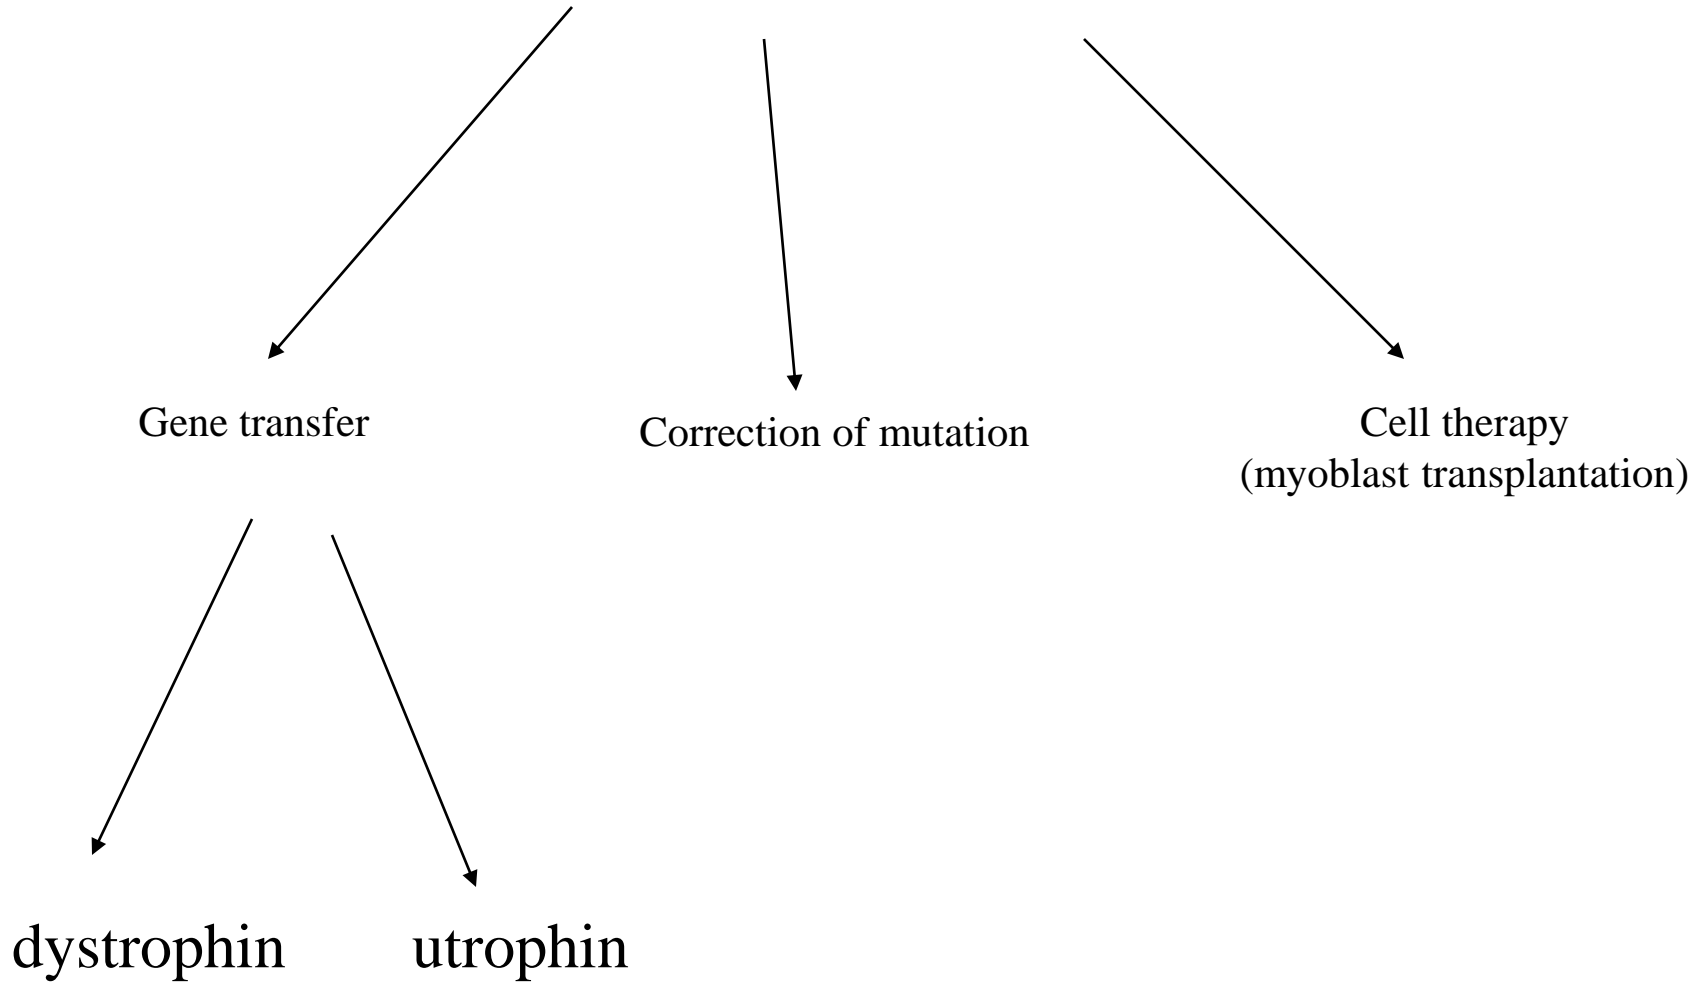 Gene transfer
Correction of mutation
Cell therapy
(myoblast transplantation)
dystrophin
utrophin